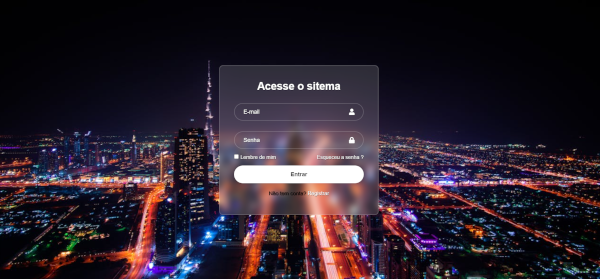 Acesse o sitema
E-mail
Senha
Lembre de mim Esqueceu a senha ?
Entrar
Não tem conta ? Registrar